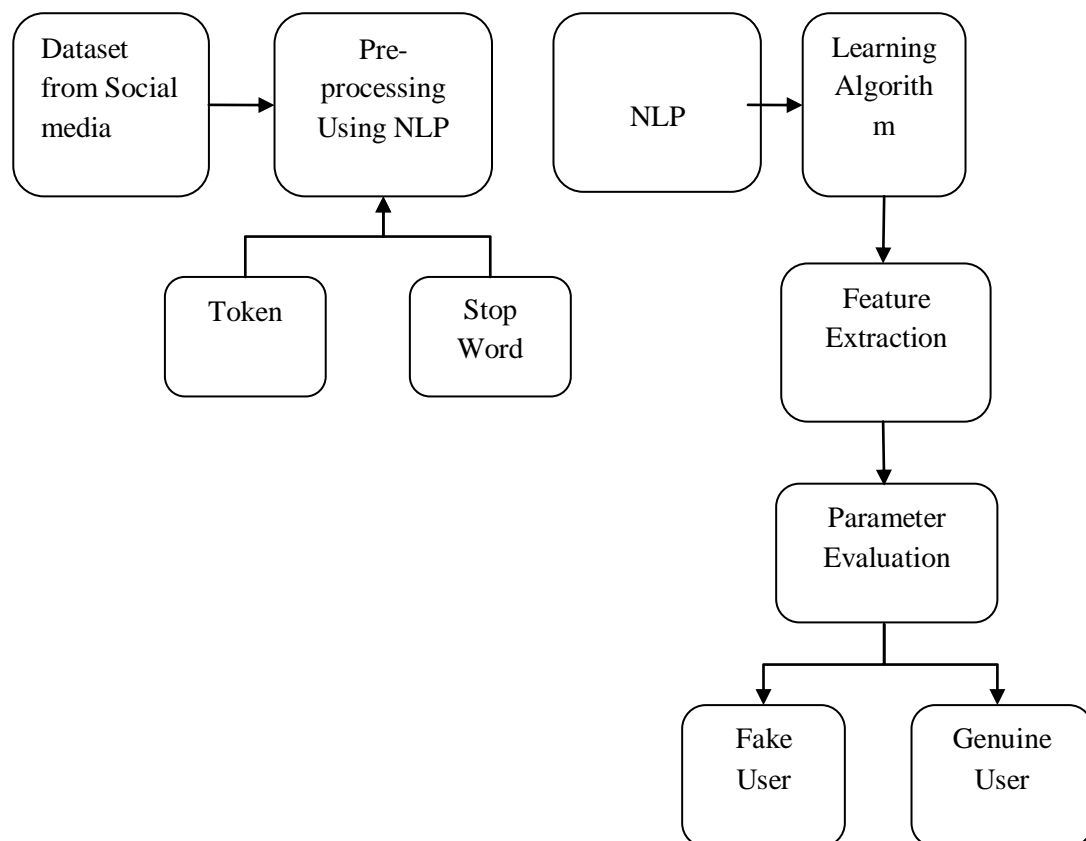 Dataset
from Social
media
Pre-
processing
Using NLP
NLP
Learning
Algorith
m
Token
Stop
Word
Feature
Extraction
Parameter
Evaluation
Fake
User
Genuine
User